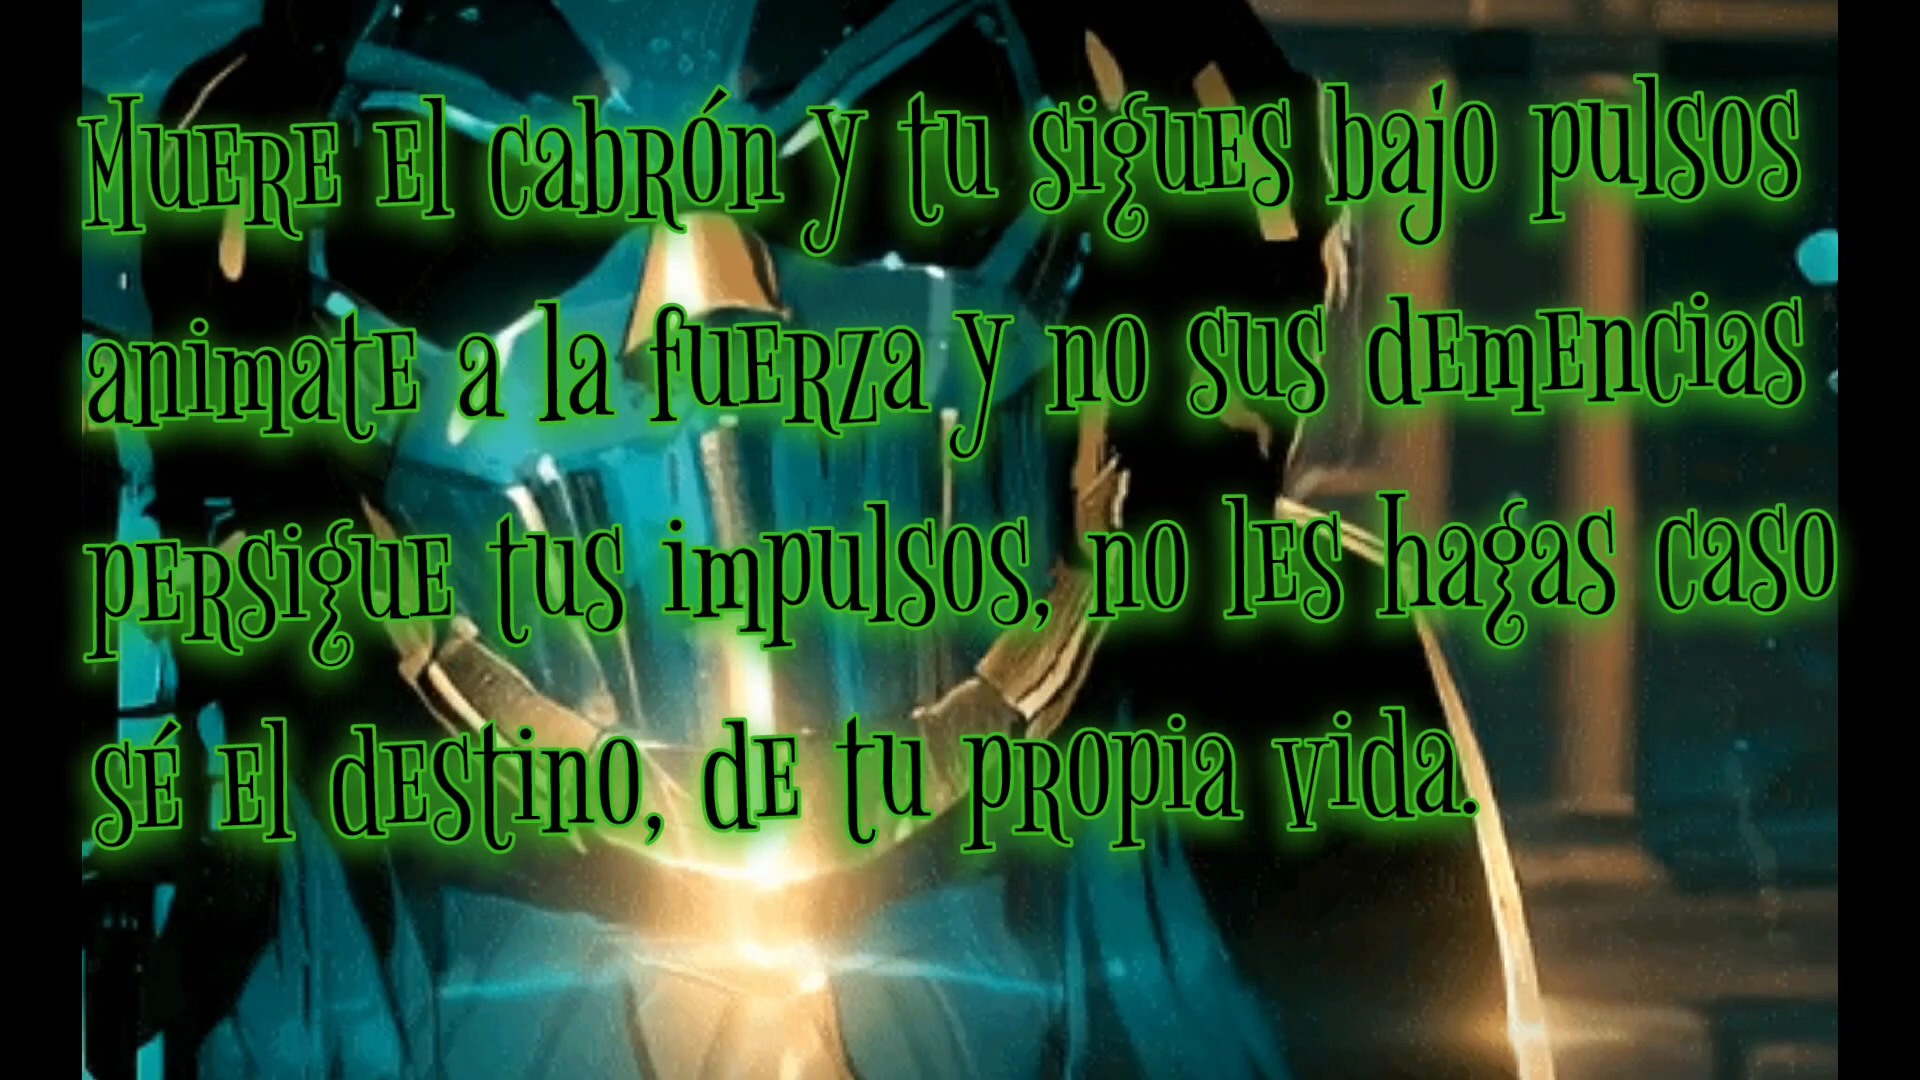 Muere el cabrón y tu sigues bajo pulsos
animate a la fuerza y no sus demencias
persigue tus impulsos, no les hagas caso
sé el destino, de tu propia vida.